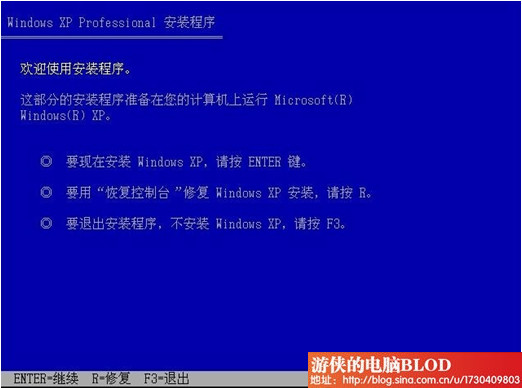 Windows XP Professional 安装程序
欢迎使用安装程序。
这部分的安装程序准备在您的计算机上运行 Microsoft(R)
Windows(R) XP。
◎ 要现在安装 Windows XP, 请按 ENTER 键。
◎ 要用“恢复控制台”修复 Windows XP 安装, 请按 R。
◎ 要退出安装程序, 不安装 Windows XP, 请按 F3。
ENTER=继续 R=修复 F3=退出
游侠的电脑BLOD
地址: http://blog.sina.com.cn/u/1730409803